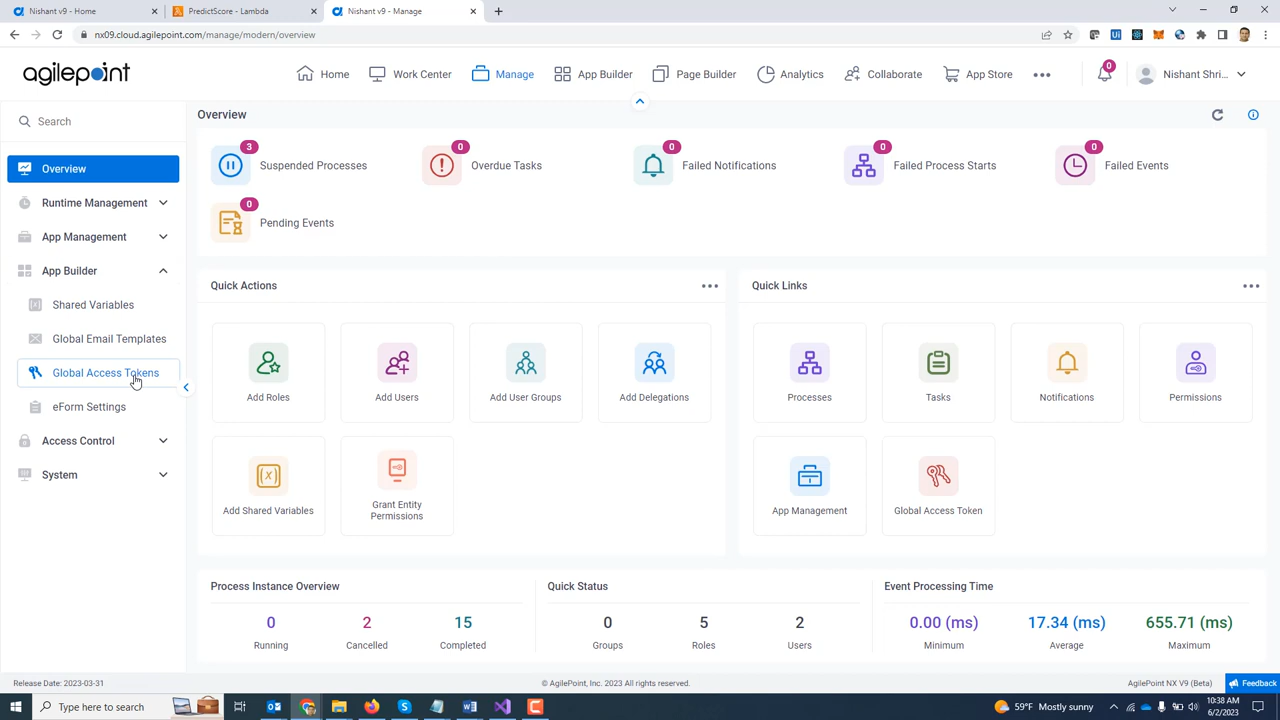 Nishant v9 - Home
PredictScore - Lambda
Nishant v9 - Manage
nx09.cloud.agilepoint.com/manage/modern/overview
agilepoint
Home
Work Center
Manage
App Builder
Page Builder
Analytics
Collaborate
App Store
0
Nishant Shri...
Search
Overview
Runtime Management
App Management
App Builder
Shared Variables
Global Email Templates
Global Access Tokens
eForm Settings
Access Control
System
Overview
3
Suspended Processes
0
Overdue Tasks
0
Failed Notifications
0
Failed Process Starts
0
Failed Events
0
Pending Events
Quick Actions
Add Roles
Add Users
Add User Groups
Add Delegations
Add Shared Variables
Grant Entity
Permissions
Quick Links
Processes
Tasks
Notifications
Permissions
App Management
Global Access Token
Process Instance Overview
0
Running
2
Cancelled
15
Completed
Quick Status
0
Groups
5
Roles
2
Users
Event Processing Time
0.00 (ms)
Minimum
17.34 (ms)
Average
655.71 (ms)
Maximum
Release Date: 2023-03-31
© AgilePoint, Inc. 2023 All rights reserved.
AgilePoint NX V9 (Beta)
Feedback
Type here to search
59°F Mostly sunny
10:38 AM
6/2/2023